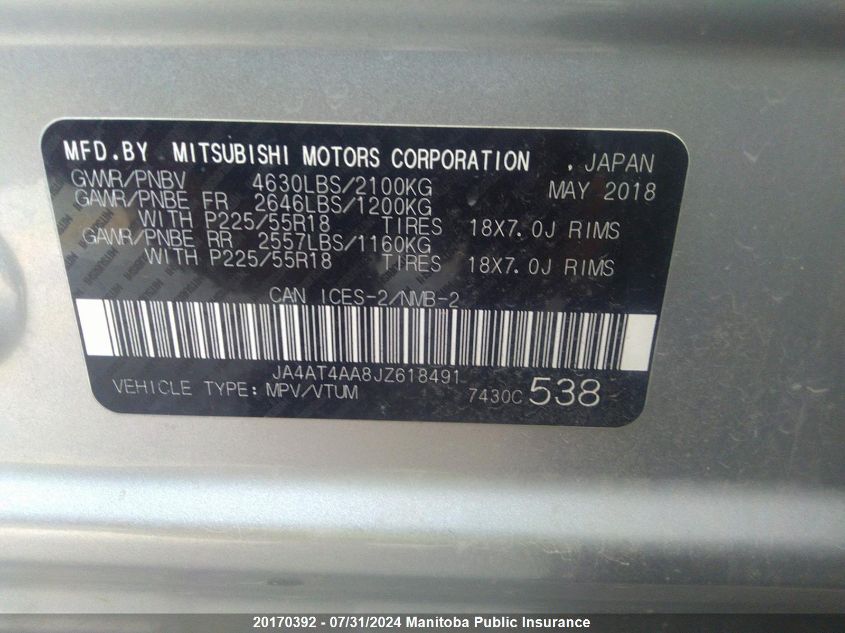 MFD.BY MITSUBISHI MOTORS CORPORATION , JAPAN
GVWR/PNBV 4630LBS/2100KG MAY 2018
GAWR/PNBE FR 2646LBS/1200KG
WITH P225/55R18 TIRES 18X7.0J RIMS
GAWR/PNBE RR 2557LBS/1160KG
WITH P225/55R18 TIRES 18X7.0J RIMS
CAN ICES-2/NMB-2
JA4AT4AA8JZ618491
VEHICLE TYPE:MPV/VTUM 7430C 538
20170392 - 07/31/2024 Manitoba Public Insurance